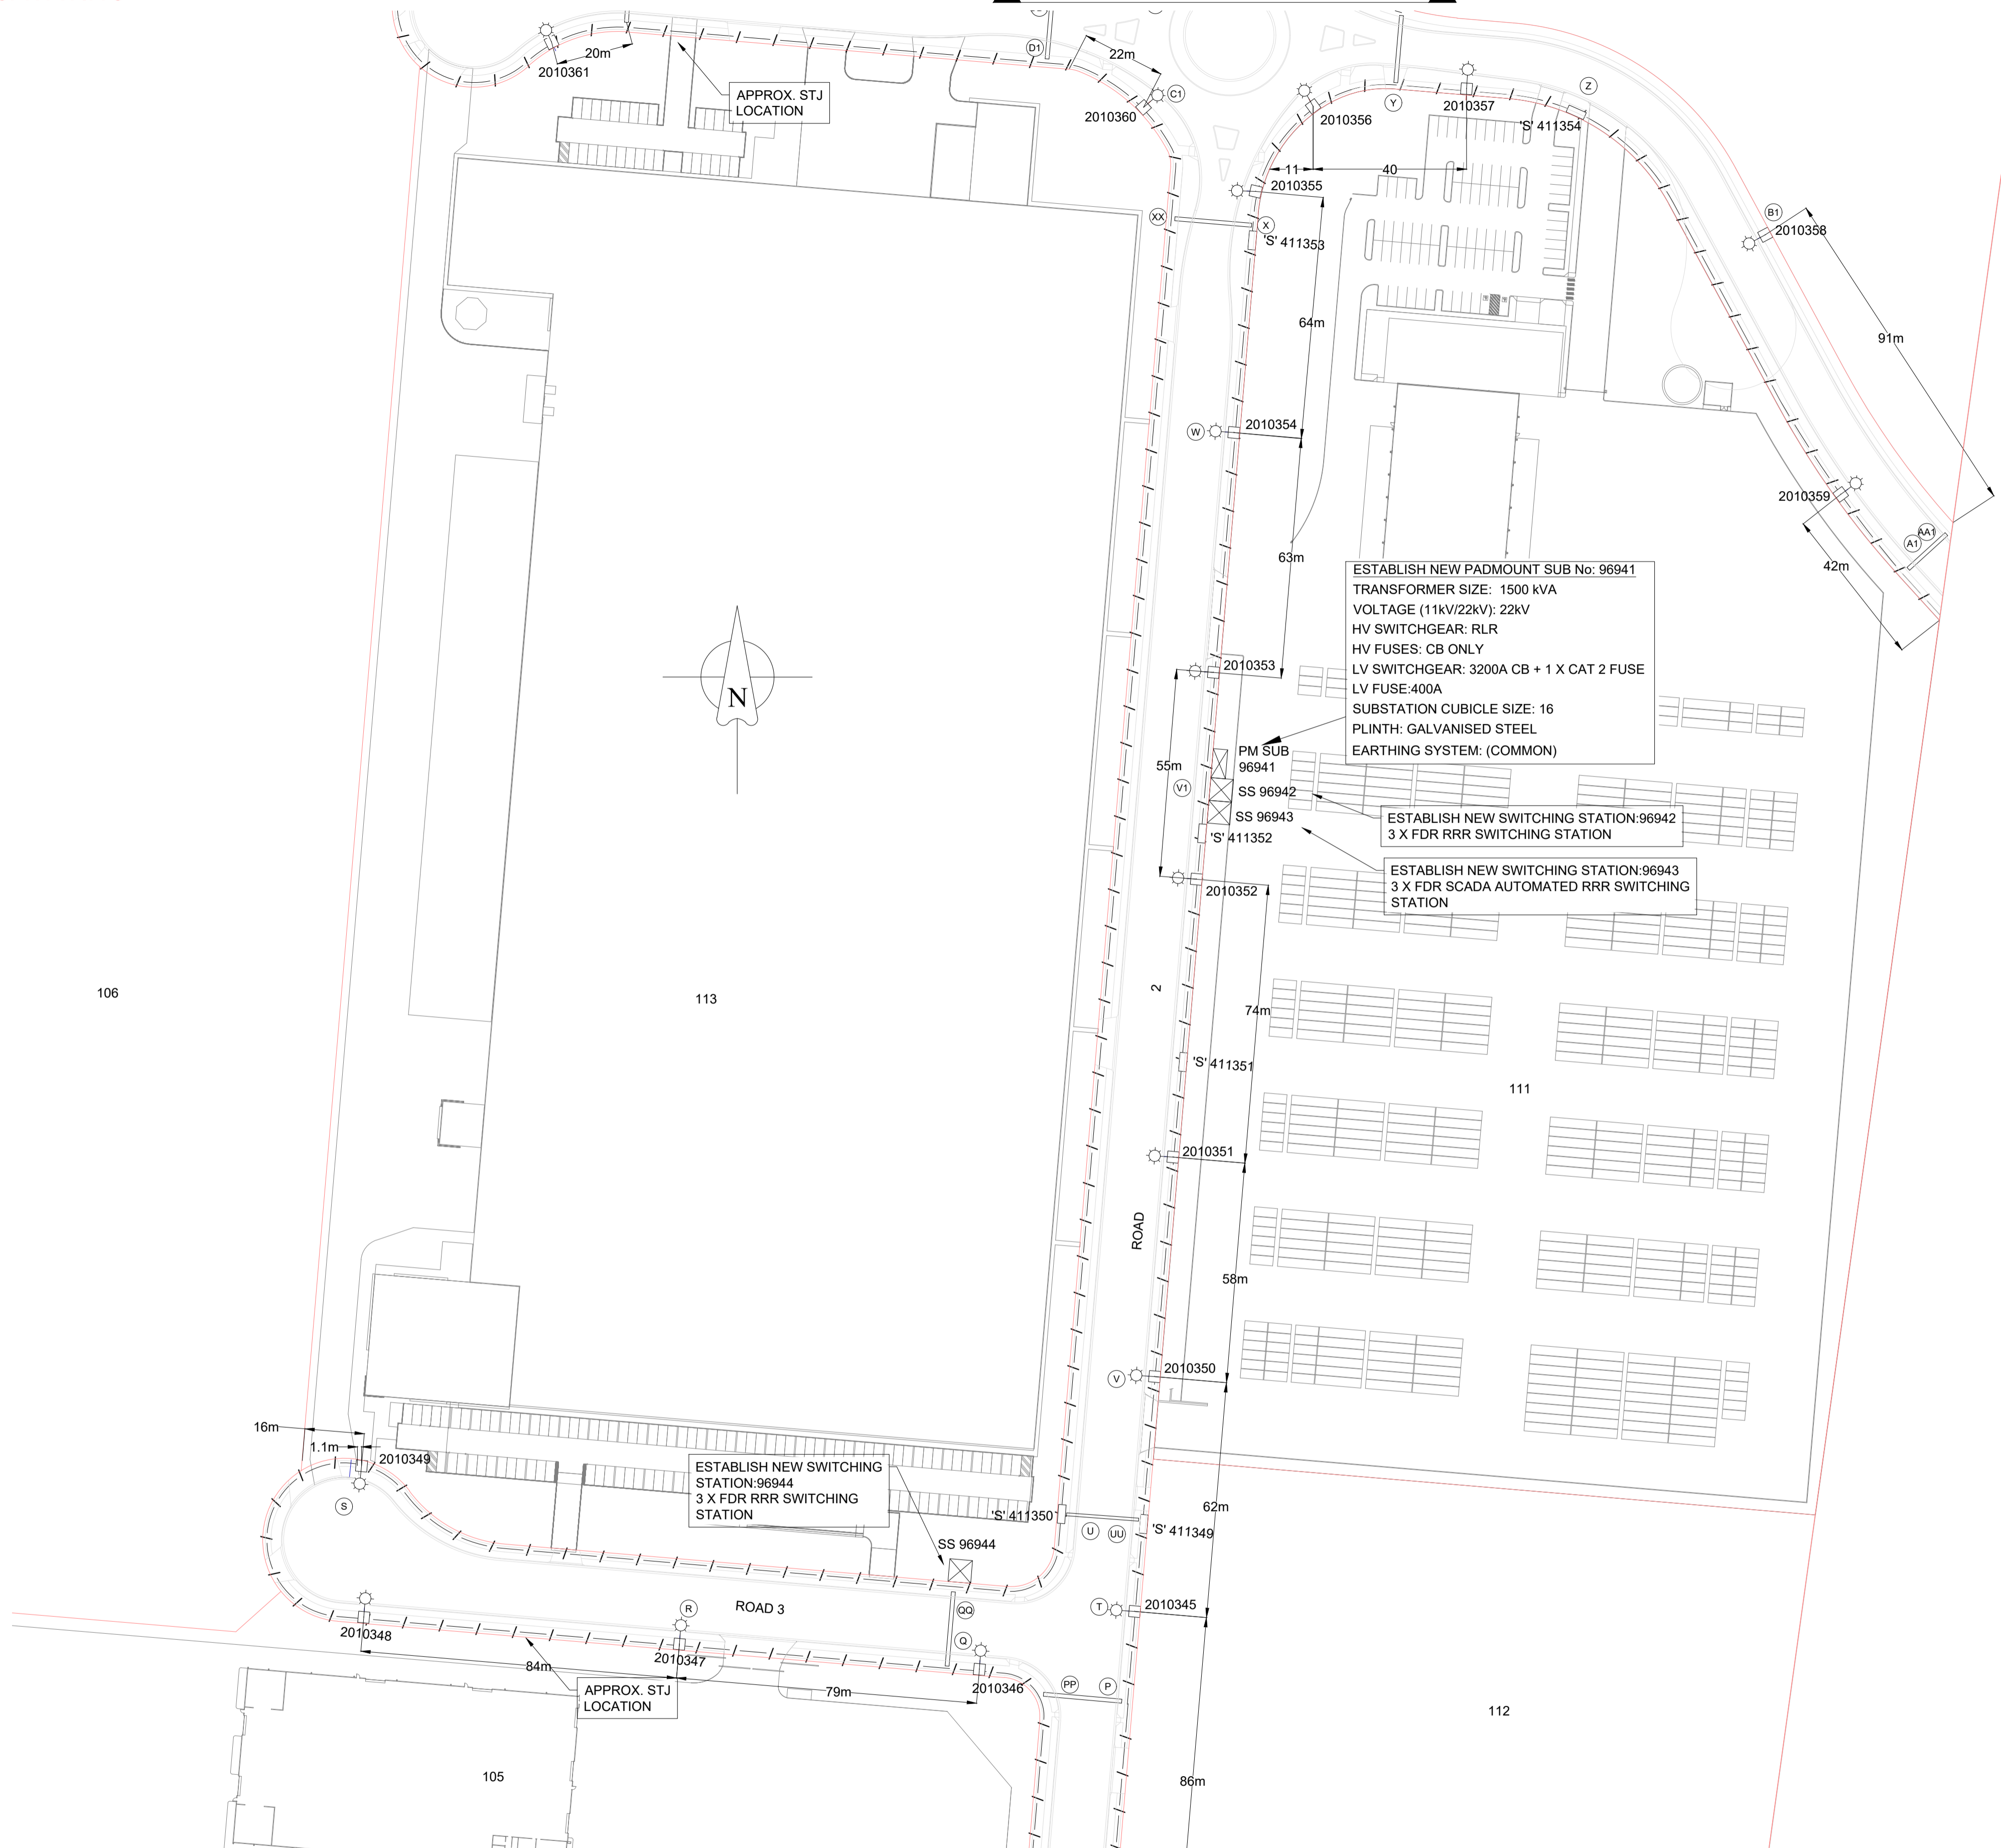 20m
2010361
APPROX. STJ
LOCATION
D1
22m
C1
2010360
2010356
Y
2010357
Z
'S' 411354
11
40
2010355
XX
X
'S' 411353
B1
2010358
91m
64m
W
2010354
2010359
A1
AA1
42m
63m
N
2010353
ESTABLISH NEW PADMOUNT SUB No: 96941
TRANSFORMER SIZE: 1500 kVA
VOLTAGE (11kV/22kV): 22kV
HV SWITCHGEAR: RLR
HV FUSES: CB ONLY
LV SWITCHGEAR: 3200A CB + 1 X CAT 2 FUSE
LV FUSE:400A
SUBSTATION CUBICLE SIZE: 16
PLINTH: GALVANISED STEEL
EARTHING SYSTEM: (COMMON)
PM SUB
96941
55m
V1
SS 96942
SS 96943
'S' 411352
ESTABLISH NEW SWITCHING STATION:96942
3 X FDR RRR SWITCHING STATION
ESTABLISH NEW SWITCHING STATION:96943
3 X FDR SCADA AUTOMATED RRR SWITCHING
STATION
2010352
106
113
2
74m
'S' 411351
111
2010351
ROAD
58m
V
2010350
16m
1.1m
2010349
S
ESTABLISH NEW SWITCHING
STATION:96944
3 X FDR RRR SWITCHING
STATION
'S' 411350
U
UU
'S' 411349
62m
SS 96944
T
2010345
R
ROAD 3
QQ
Q
2010348
2010347
84m
79m
2010346
PP
P
APPROX. STJ
LOCATION
112
105
86m